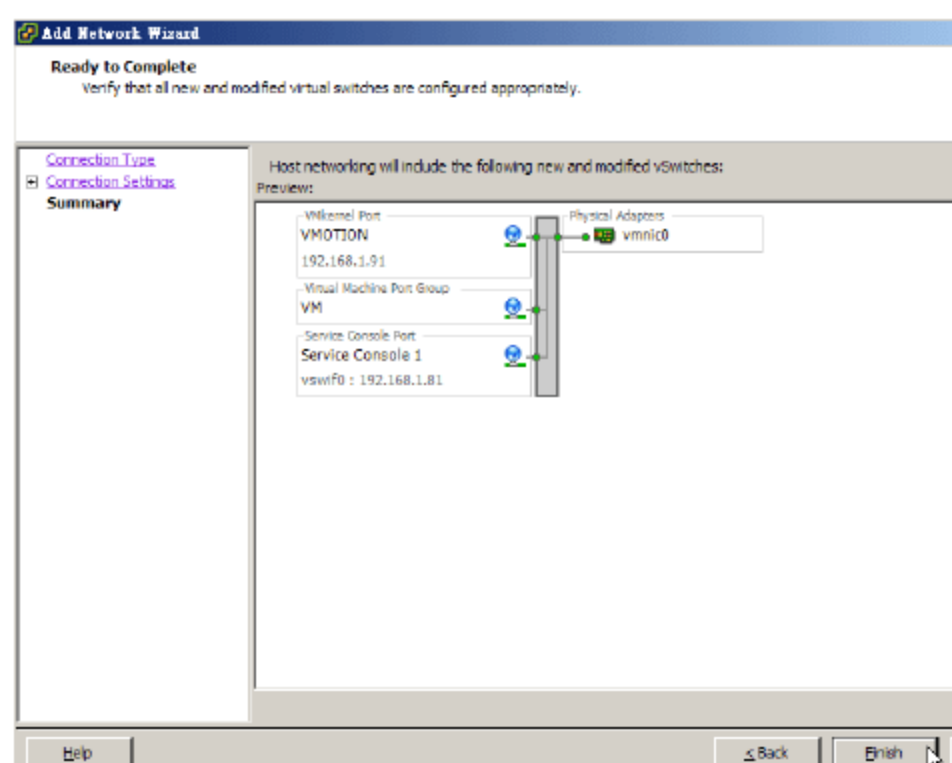 Add Network Wizard
Ready to Complete
Verify that all new and modified virtual switches are configured appropriately.
Connection Type
Connection Settings
Summary
Host networking will include the following new and modified vSwitches:
Preview:
VMkernel Port
VMOTION
192.168.1.91
Physical Adapters
vmnic0
Virtual Machine Port Group
VM
Service Console Port
Service Console 1
vswif0 : 192.168.1.81
Help
≤ Back
Finish